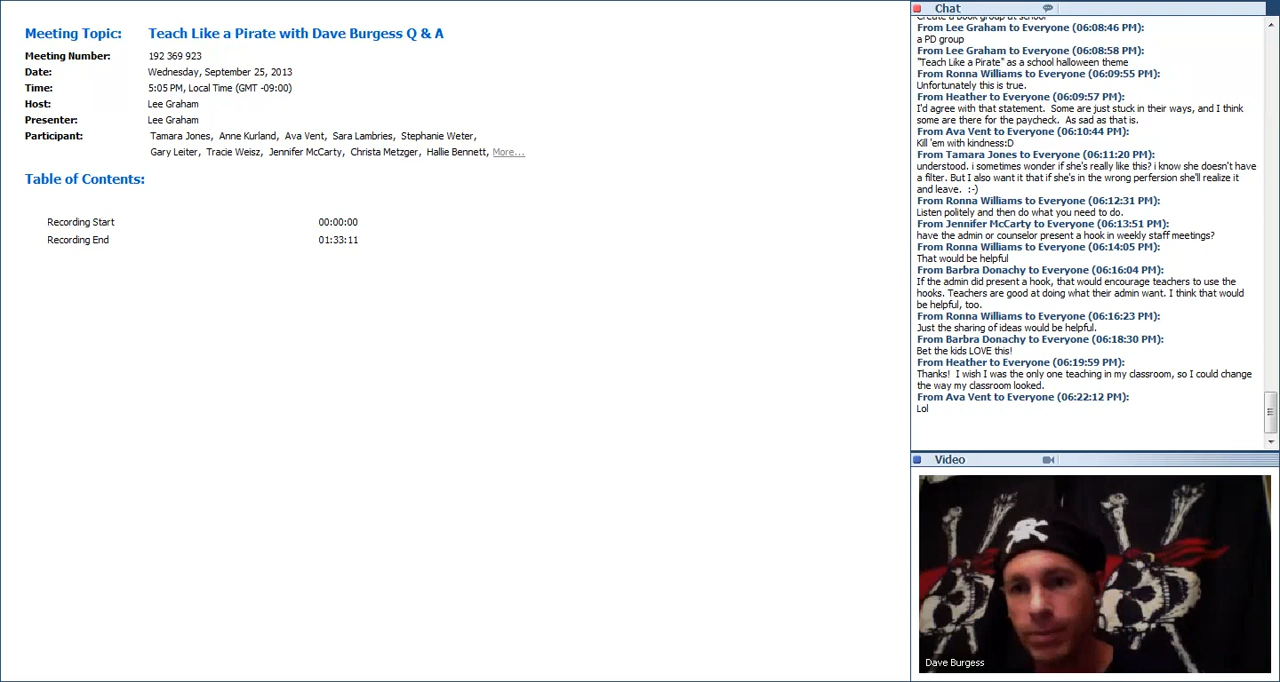 Meeting Topic: Teach Like a Pirate with Dave Burgess Q & A
Meeting Number: 192 369 923
Date: Wednesday, September 25, 2013
Time: 5:05 PM, Local Time (GMT -09:00)
Host: Lee Graham
Presenter: Lee Graham
Participant: Tamara Jones, Anne Kurland, Ava Vent, Sara Lambries, Stephanie Weter,
Gary Leiter, Tracie Weisz, Jennifer McCarty, Christa Metzger, Hallie Bennett, More...
Table of Contents:
Recording Start 00:00:00
Recording End 01:33:11
Chat
Create a book group at school
From Lee Graham to Everyone (06:08:46 PM):
a PD group
From Lee Graham to Everyone (06:08:58 PM):
"Teach Like a Pirate" as a school halloween theme
From Ronna Williams to Everyone (06:09:55 PM):
Unfortunately this is true.
From Heather to Everyone (06:09:57 PM):
I'd agree with that statement. Some are just stuck in their ways, and I think
some are there for the paycheck. As sad as that is.
From Ava Vent to Everyone (06:10:44 PM):
Kill 'em with kindness:D
From Tamara Jones to Everyone (06:11:20 PM):
understood. i sometimes wonder if she's really like this? i know she doesn't have
a filter. But I also want it that if she's in the wrong perfersion she'll realize it
and leave. :-)
From Ronna Williams to Everyone (06:12:31 PM):
Listen politely and then do what you need to do.
From Jennifer McCarty to Everyone (06:13:51 PM):
have the admin or counselor present a hook in weekly staff meetings?
From Ronna Williams to Everyone (06:14:05 PM):
That would be helpful
From Barbra Donachy to Everyone (06:16:04 PM):
If the admin did present a hook, that would encourage teachers to use the
hooks. Teachers are good at doing what their admin want. I think that would
be helpful, too.
From Ronna Williams to Everyone (06:16:23 PM):
Just the sharing of ideas would be helpful.
From Barbra Donachy to Everyone (06:18:30 PM):
Bet the kids LOVE this!
From Heather to Everyone (06:19:59 PM):
Thanks! I wish I was the only one teaching in my classroom, so I could change
the way my classroom looked.
From Ava Vent to Everyone (06:22:12 PM):
Lol
Video
Dave Burgess